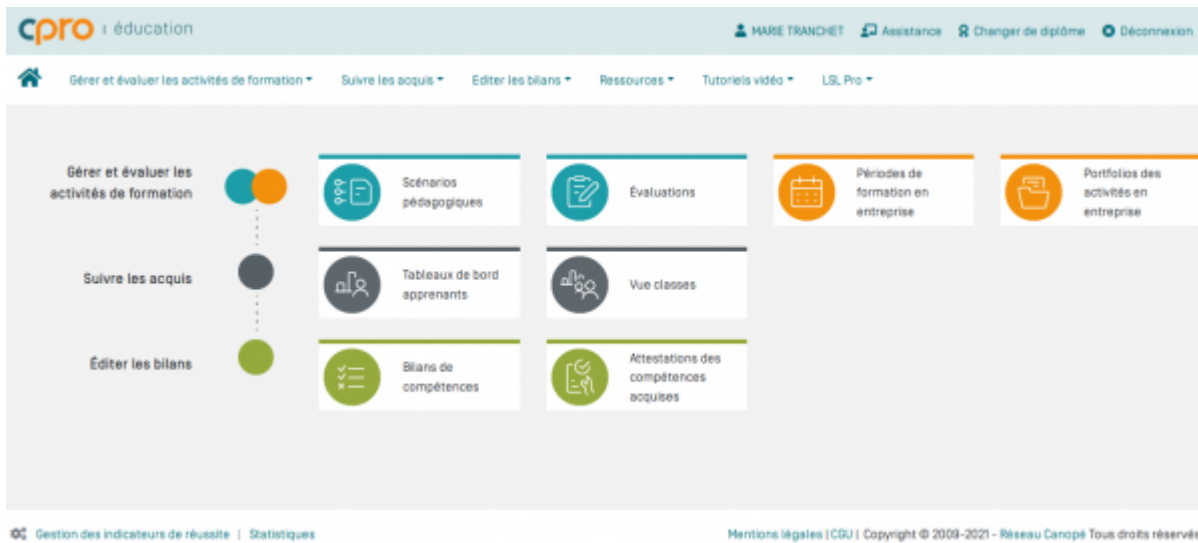 cpro | éducation
MARIE TRANCHET Assistance Changer de diplôme Déconnexion
Gérer et évaluer les activités de formation Suivre les acquis Editer les bilans Ressources Tutoriels vidéo LSL Pro
Gérer et évaluer les
activités de formation
Scénarios
pédagogiques
Évaluations
Périodes de
formation en
entreprise
Portfolios des
activités en
entreprise
Suivre les acquis
Tableaux de bord
apprenants
Vue classes
Éditer les bilans
Bilans de
compétences
Attestations des
compétences
acquises
Gestion des indicateurs de réussite | Statistiques
Mentions légales | CGU | Copyright © 2009-2021 - Réseau Canopé Tous droits réservés